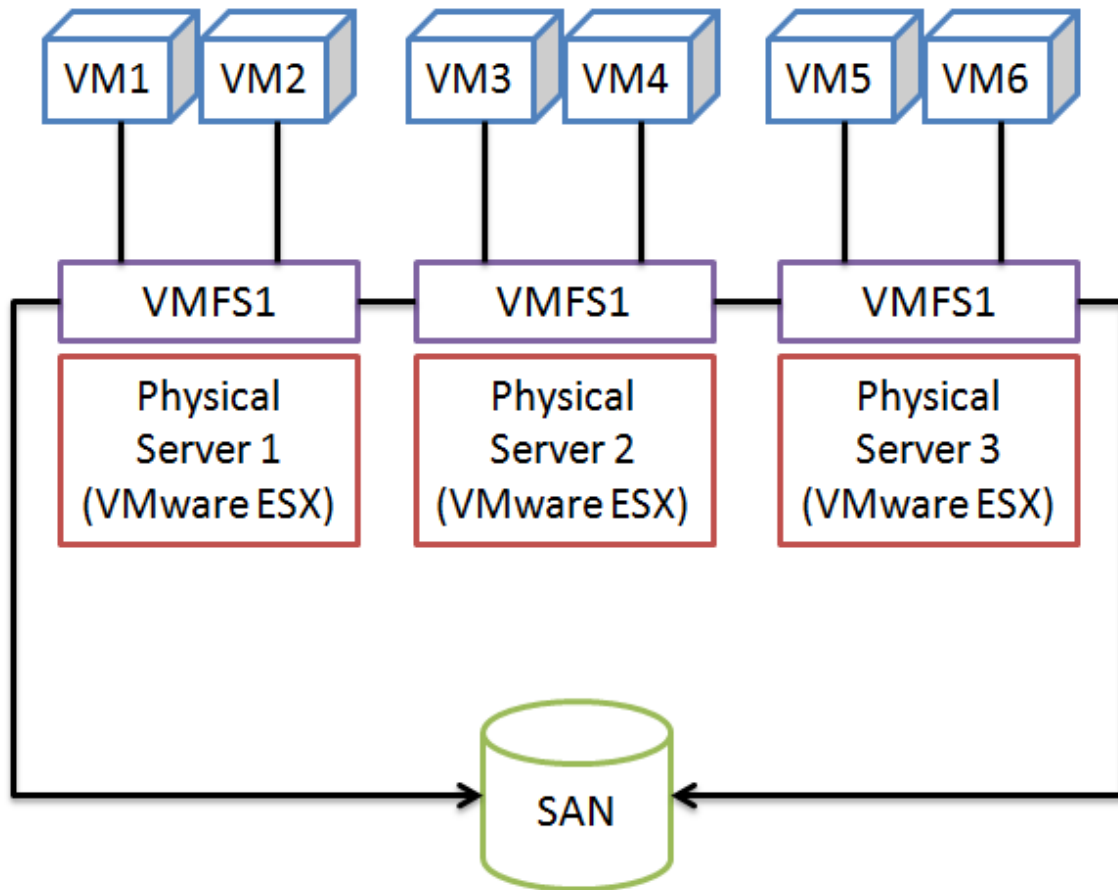 VM1
VM2
VM3
VM4
VM5
VM6
VMFS1
VMFS1
VMFS1
Physical
Server 1
(VMware ESX)
Physical
Server 2
(VMware ESX)
Physical
Server 3
(VMware ESX)
SAN